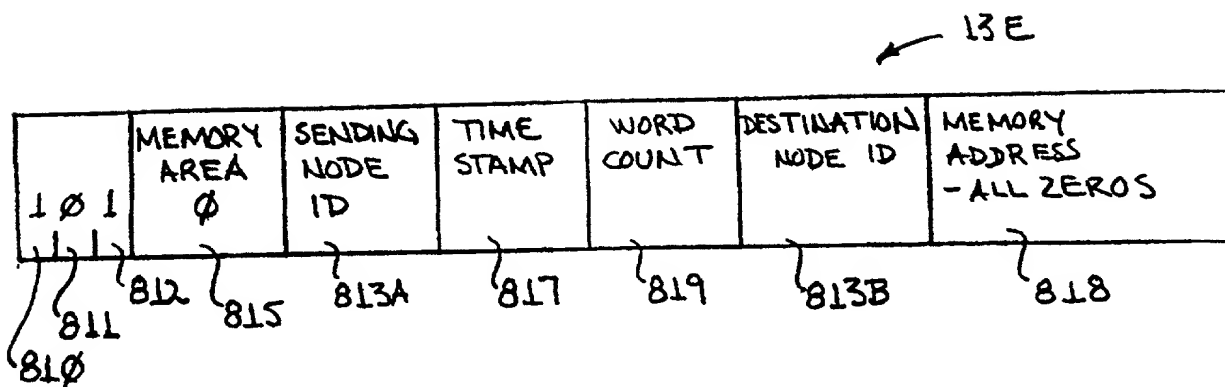 13E
1 Ø 1
MEMORY
AREA
Ø
SENDING
NODE
ID
TIME
STAMP
WORD
COUNT
DESTINATION
NODE ID
MEMORY
ADDRESS
-ALL ZEROS
81Ø
811
812
815
813A
817
819
813B
818